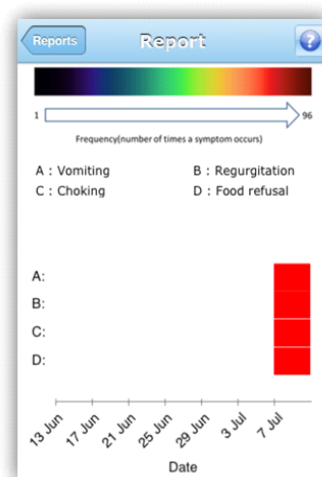 Reports Report ?
1 96
Frequency(number of times a symptom occurs)
A : Vomiting B : Regurgitation
C : Choking D : Food refusal
A:
B:
C:
D:
13 Jun 17 Jun 21 Jun 25 Jun 29 Jun 3 Jul 7 Jul
Date